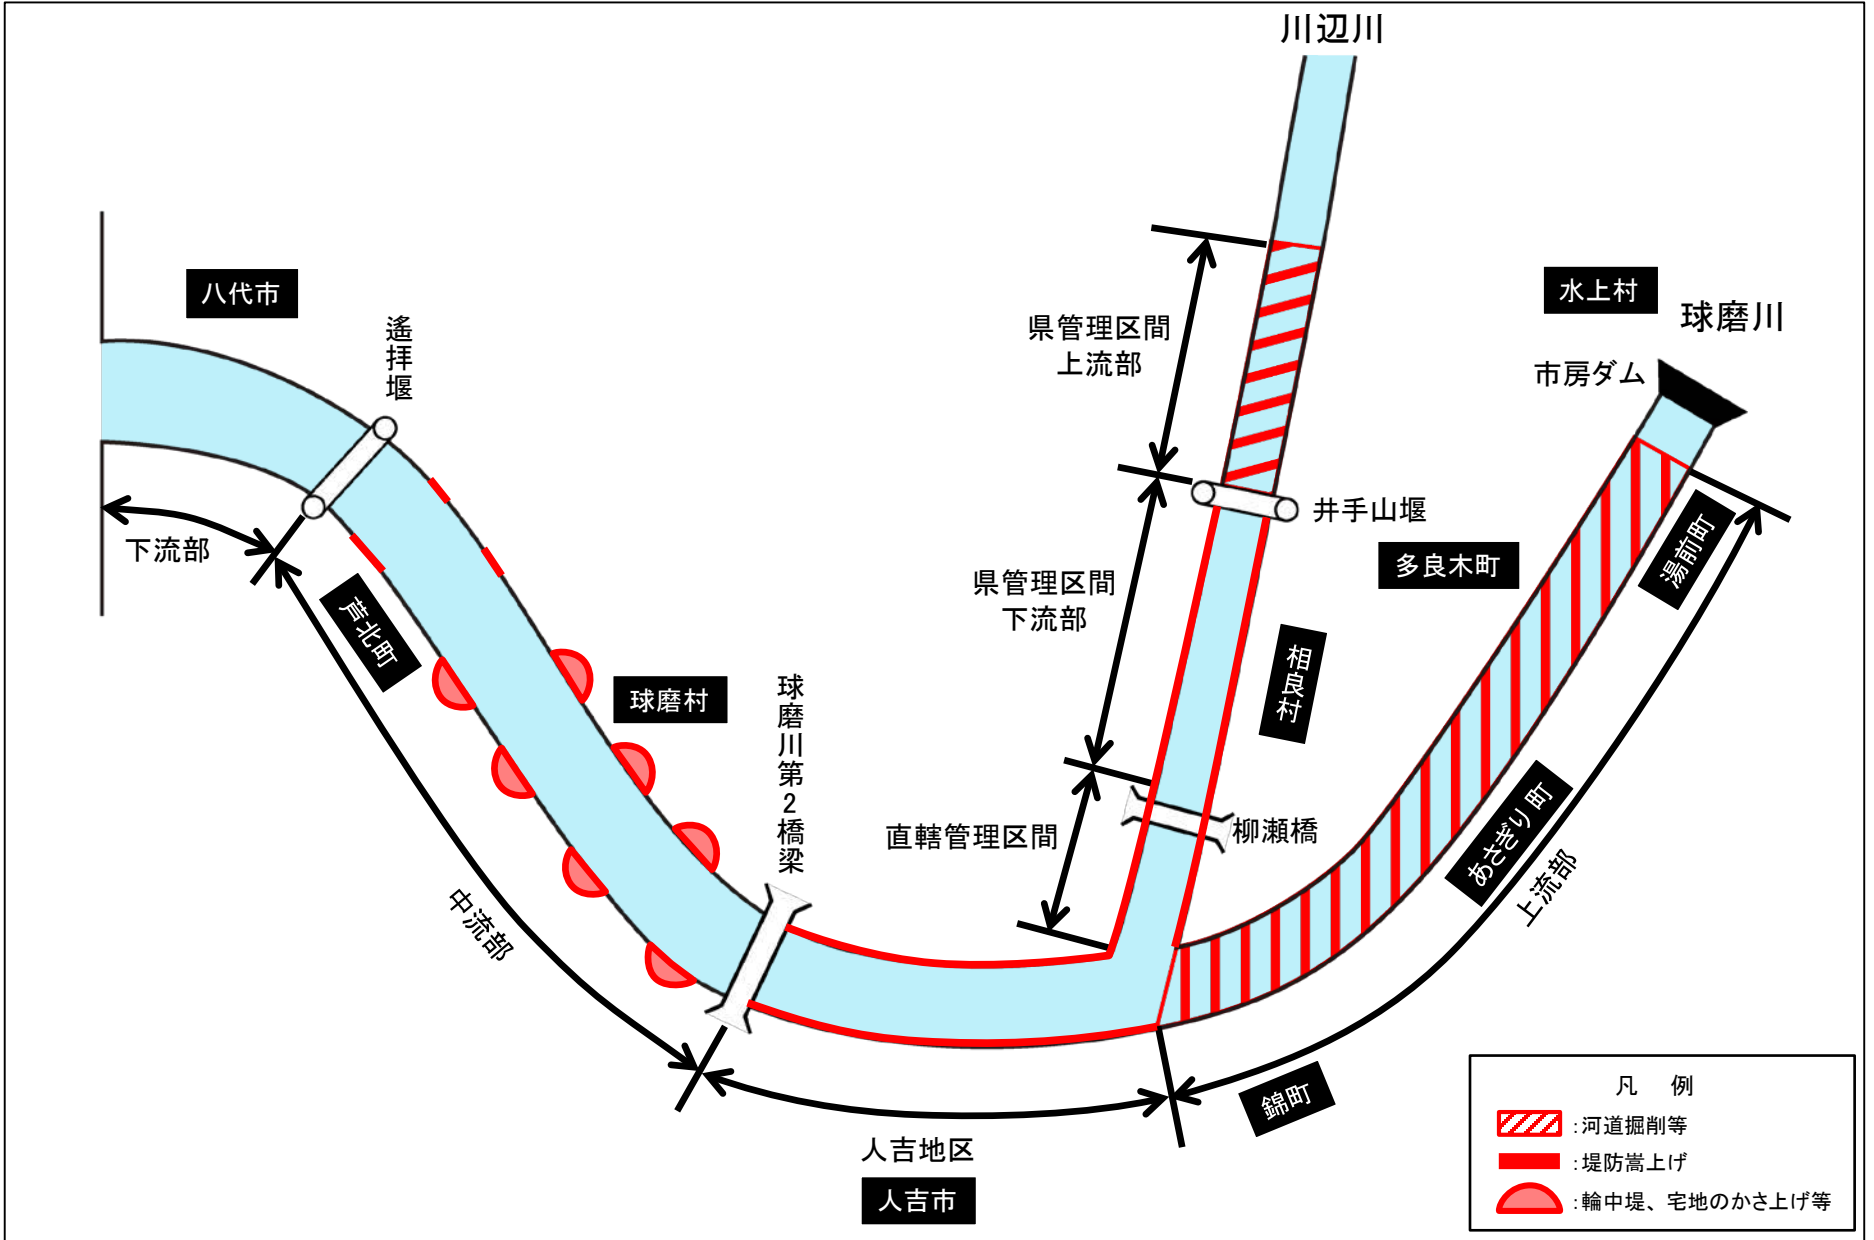 川辺川
八代市
遙拝堰
県管理区間
上流部
水上村
球磨川
市房ダム
井手山堰
下流部
多良木町
湯前町
県管理区間
下流部
芦北町
相良村
球磨村
球磨川第2橋梁
直轄管理区間
柳瀬橋
あさぎり町
上流部
中流部
錦町
人吉地区
人吉市
凡 例
:河道掘削等
:堤防嵩上げ
:輪中堤、宅地のかさ上げ等